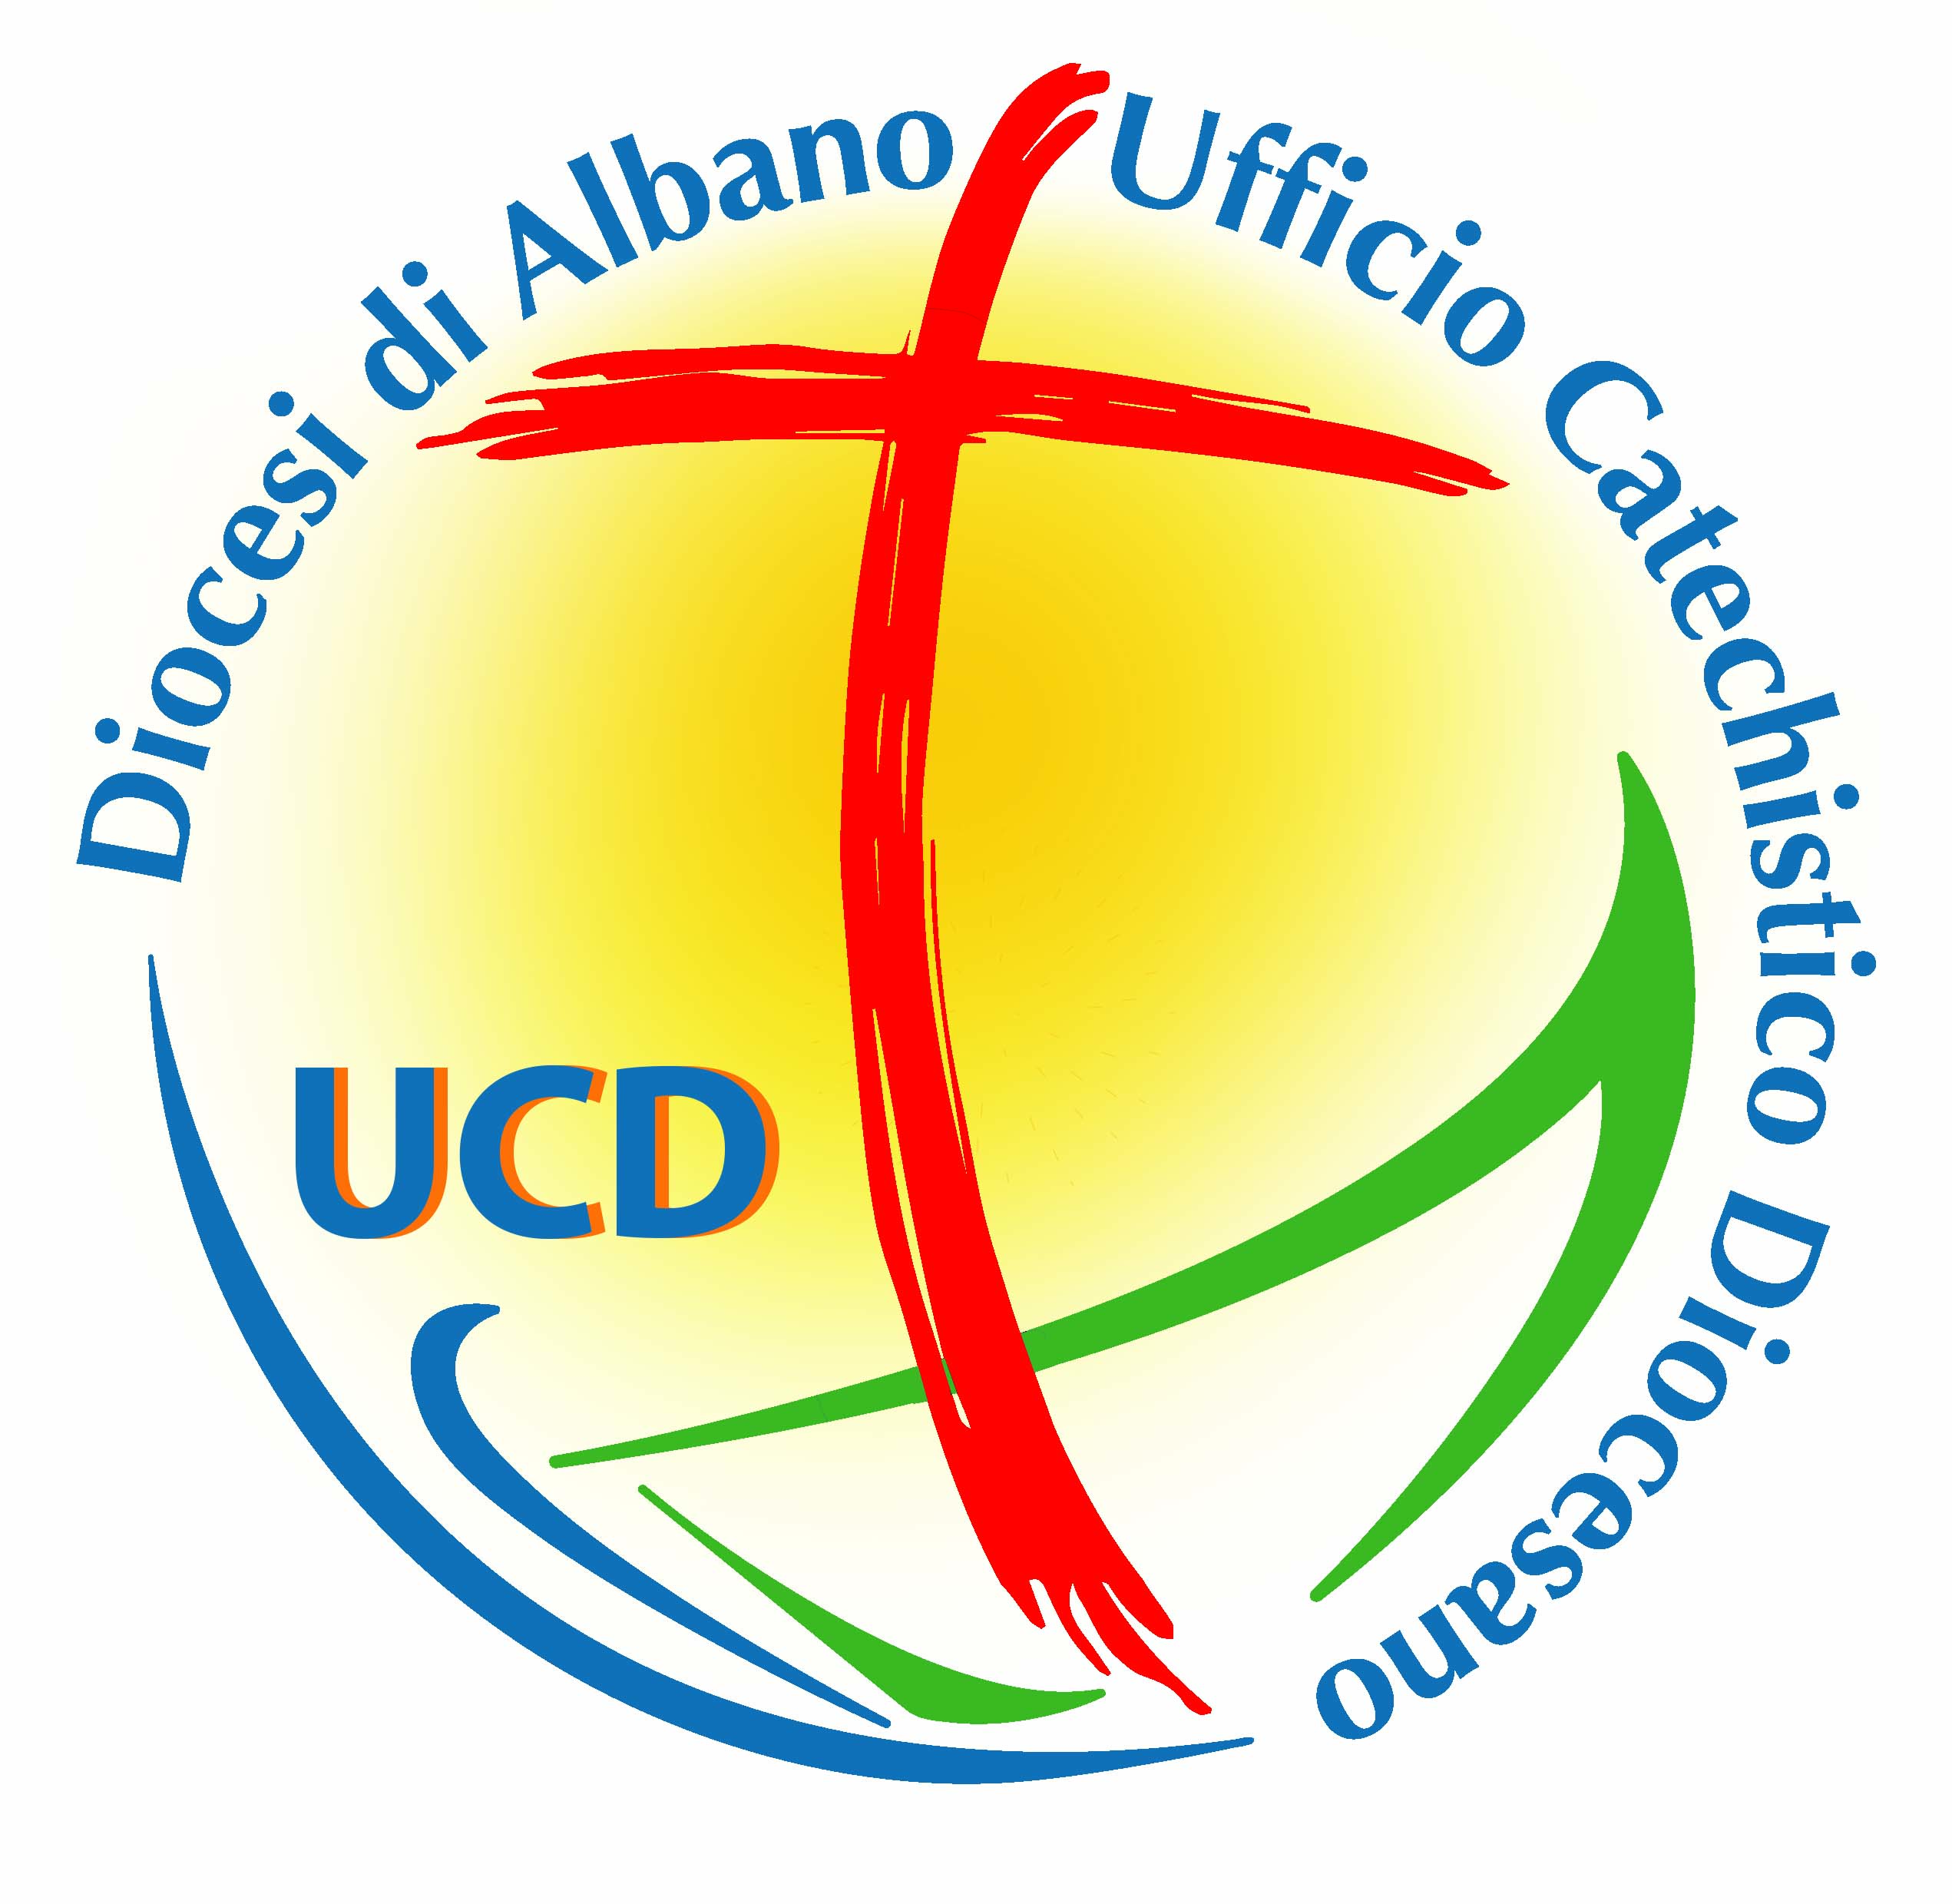 Diocesi di Albano
Ufficio Catechistico Diocesano
UCD